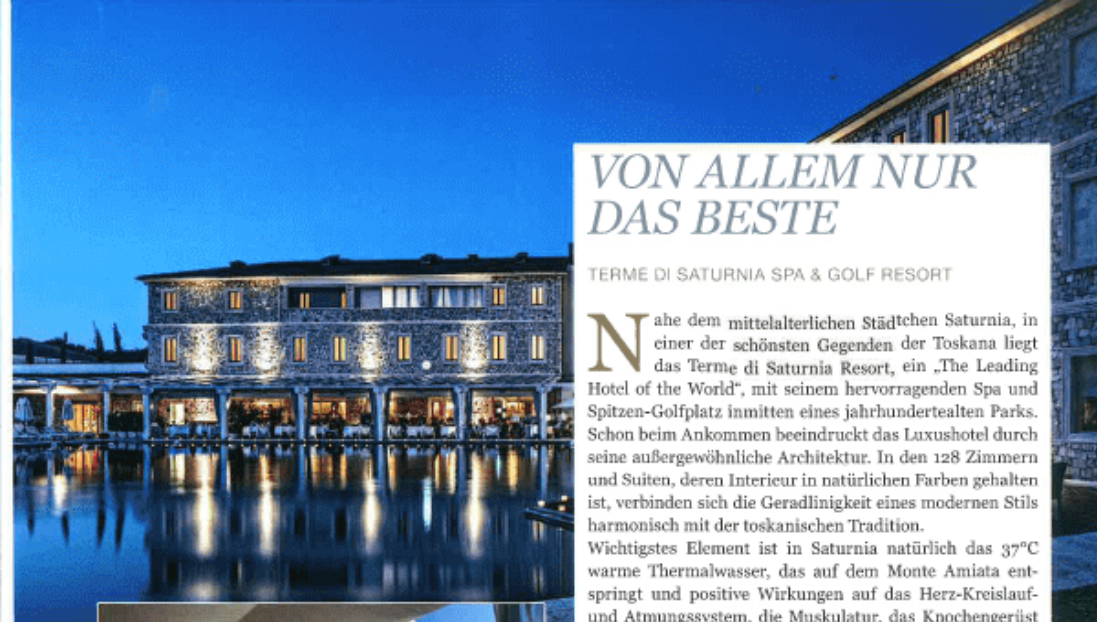 VON ALLEM NUR
DAS BESTE
TERME DI SATURNIA SPA & GOLF RESORT
Nahe dem mittelalterlichen Städtchen Saturnia, in
einer der schönsten Gegenden der Toskana liegt
das Terme di Saturnia Resort, ein „The Leading
Hotel of the World“, mit seinem hervorragenden Spa und
Spitzen-Golfplatz inmitten eines jahrhundertealten Parks.
Schon beim Ankommen beeindruckt das Luxushotel durch
seine außergewöhnliche Architektur. In den 128 Zimmern
und Suiten, deren Interieur in natürlichen Farben gehalten
ist, verbinden sich die Geradlinigkeit eines modernen Stils
harmonisch mit der toskanischen Tradition.
Wichtigstes Element ist in Saturnia natürlich das 37°C
warme Thermalwasser, das auf dem Monte Amiata ent-
springt und positive Wirkungen auf das Herz-Kreislauf-
und Atmungssystem, die Muskulatur, das Knochengerüst